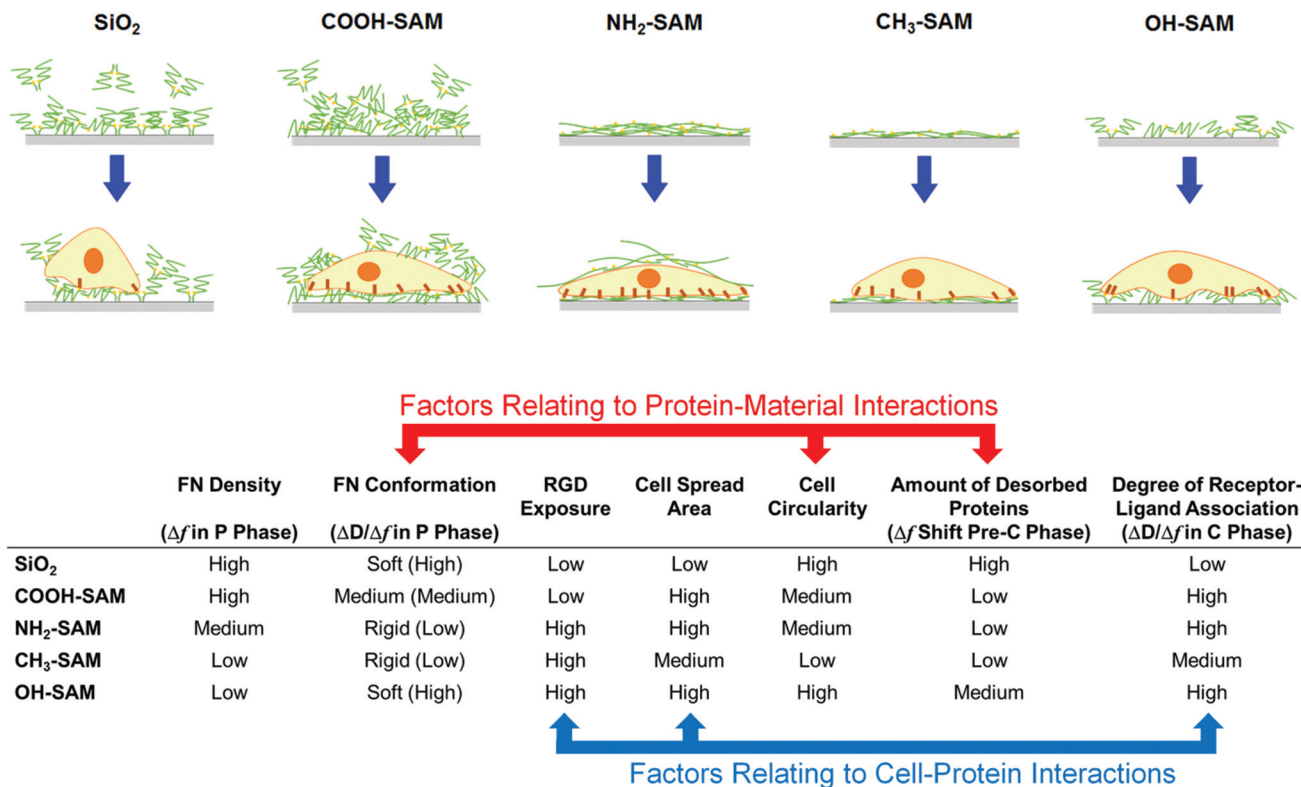 SiO₂ COOH-SAM NH₂-SAM CH₃-SAM OH-SAM
Factors Relating to Protein-Material Interactions
FN Density FN Conformation RGD Cell Spread Cell Amount of Desorbed Degree of Receptor-
Exposure Area Circularity Proteins Ligand Association
(Δf in P Phase) (ΔD/Δf in P Phase) (Δf Shift Pre-C Phase) (ΔD/Δf in C Phase)
SiO₂ High Soft (High) Low Low High High Low
COOH-SAM High Medium (Medium) Low High Medium Low High
NH₂-SAM Medium Rigid (Low) High High Medium Low High
CH₃-SAM Low Rigid (Low) High Medium Low Low Medium
OH-SAM Low Soft (High) High High High Medium High
Factors Relating to Cell-Protein Interactions